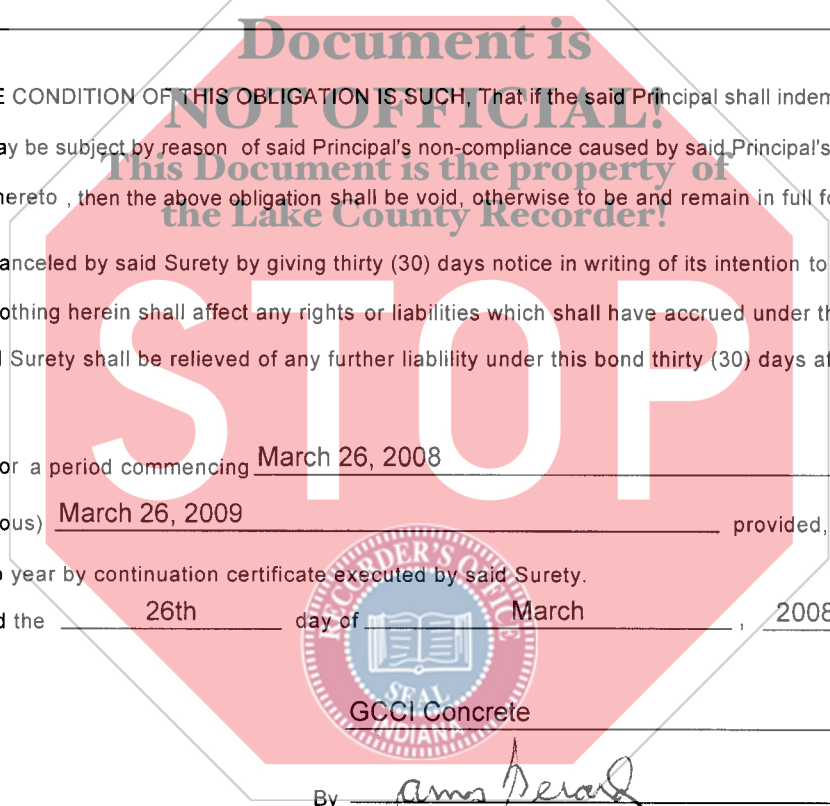 Document is
E CONDITION OF THIS OBLIGATION IS SUCH, That if the said Principal shall indem
NOT OFFICIAL!
ay be subject by reason of said Principal's non-compliance caused by said Principal's
This Document is the property of
hereto , then the above obligation shall be void, otherwise to be and remain in full fo
the Lake County Recorder!
anceled by said Surety by giving thirty (30) days notice in writing of its intention to
othing herein shall affect any rights or liabilities which shall have accrued under th
Surety shall be relieved of any further liablility under this bond thirty (30) days af
STOP
or a period commencing March 26, 2008
ous) March 26, 2009 provided,
year by continuation certificate executed by said Surety.
d the 26th day of March , 2008
RECORDER'S OFFICE
SEAL
INDIANA
GCCI Concrete
By